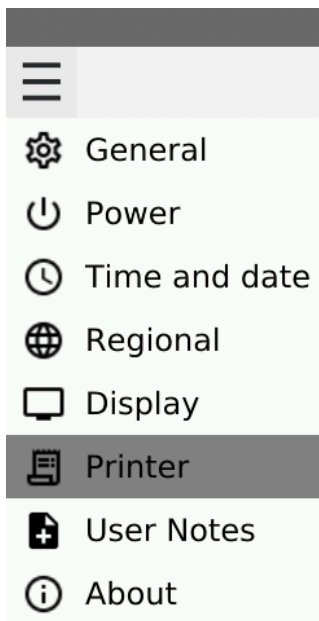 General
Power
Time and date
Regional
Display
Printer
User Notes
About